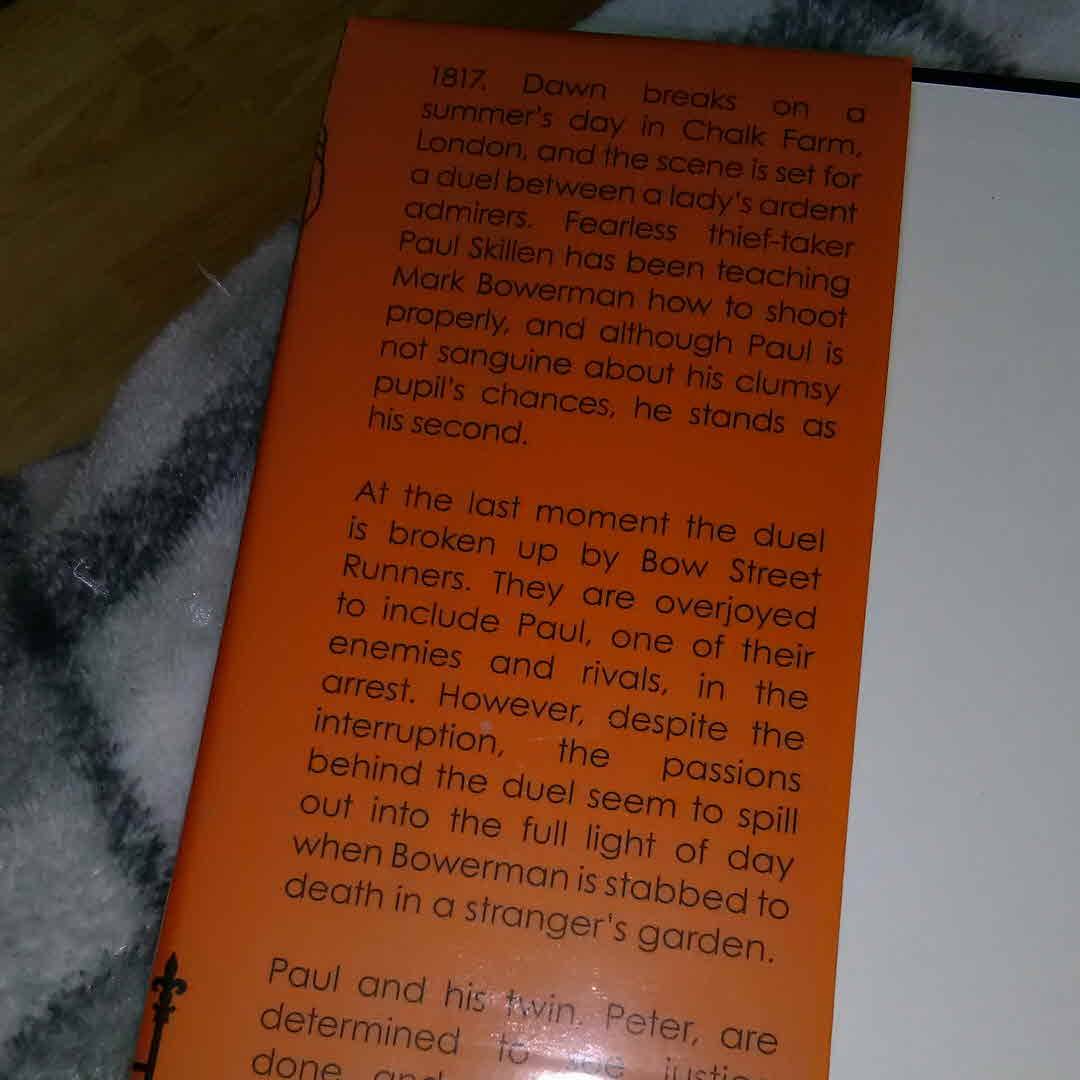 1817. Dawn breaks on a
summer's day in Chalk Farm,
London, and the scene is set for
a duel between a lady's ardent
admirers. Fearless thief-taker
Paul Skillen has been teaching
Mark Bowerman how to shoot
properly, and although Paul is
not sanguine about his clumsy
pupil's chances, he stands as
his second.
At the last moment the duel
is broken up by Bow Street
Runners. They are overjoyed
to include Paul, one of their
enemies and rivals, in the
arrest. However, despite the
interruption, the passions
behind the duel seem to spill
out into the full light of day
when Bowerman is stabbed to
death in a stranger's garden.
Paul and his twin, Peter, are
determined to see justice
done and